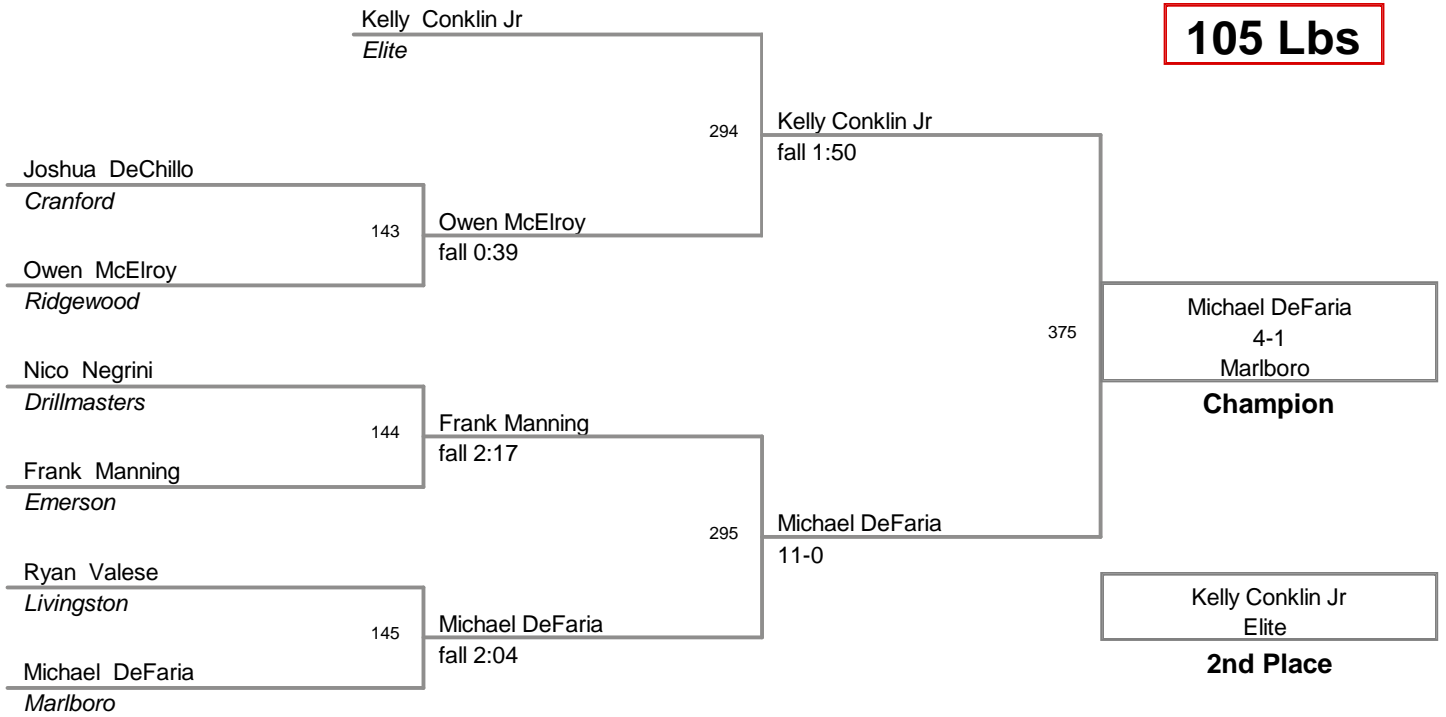 Kelly Conklin Jr
Elite
105 Lbs
294
Kelly Conklin Jr
fall 1:50
Joshua DeChillo
Cranford
143
Owen McElroy
fall 0:39
Owen McElroy
Ridgewood
375
Michael DeFaria
4-1
Marlboro
Champion
Nico Negrini
Drillmasters
144
Frank Manning
fall 2:17
Frank Manning
Emerson
295
Michael DeFaria
11-0
Ryan Valese
Livingston
145
Michael DeFaria
fall 2:04
Michael DeFaria
Marlboro
Kelly Conklin Jr
Elite
2nd Place